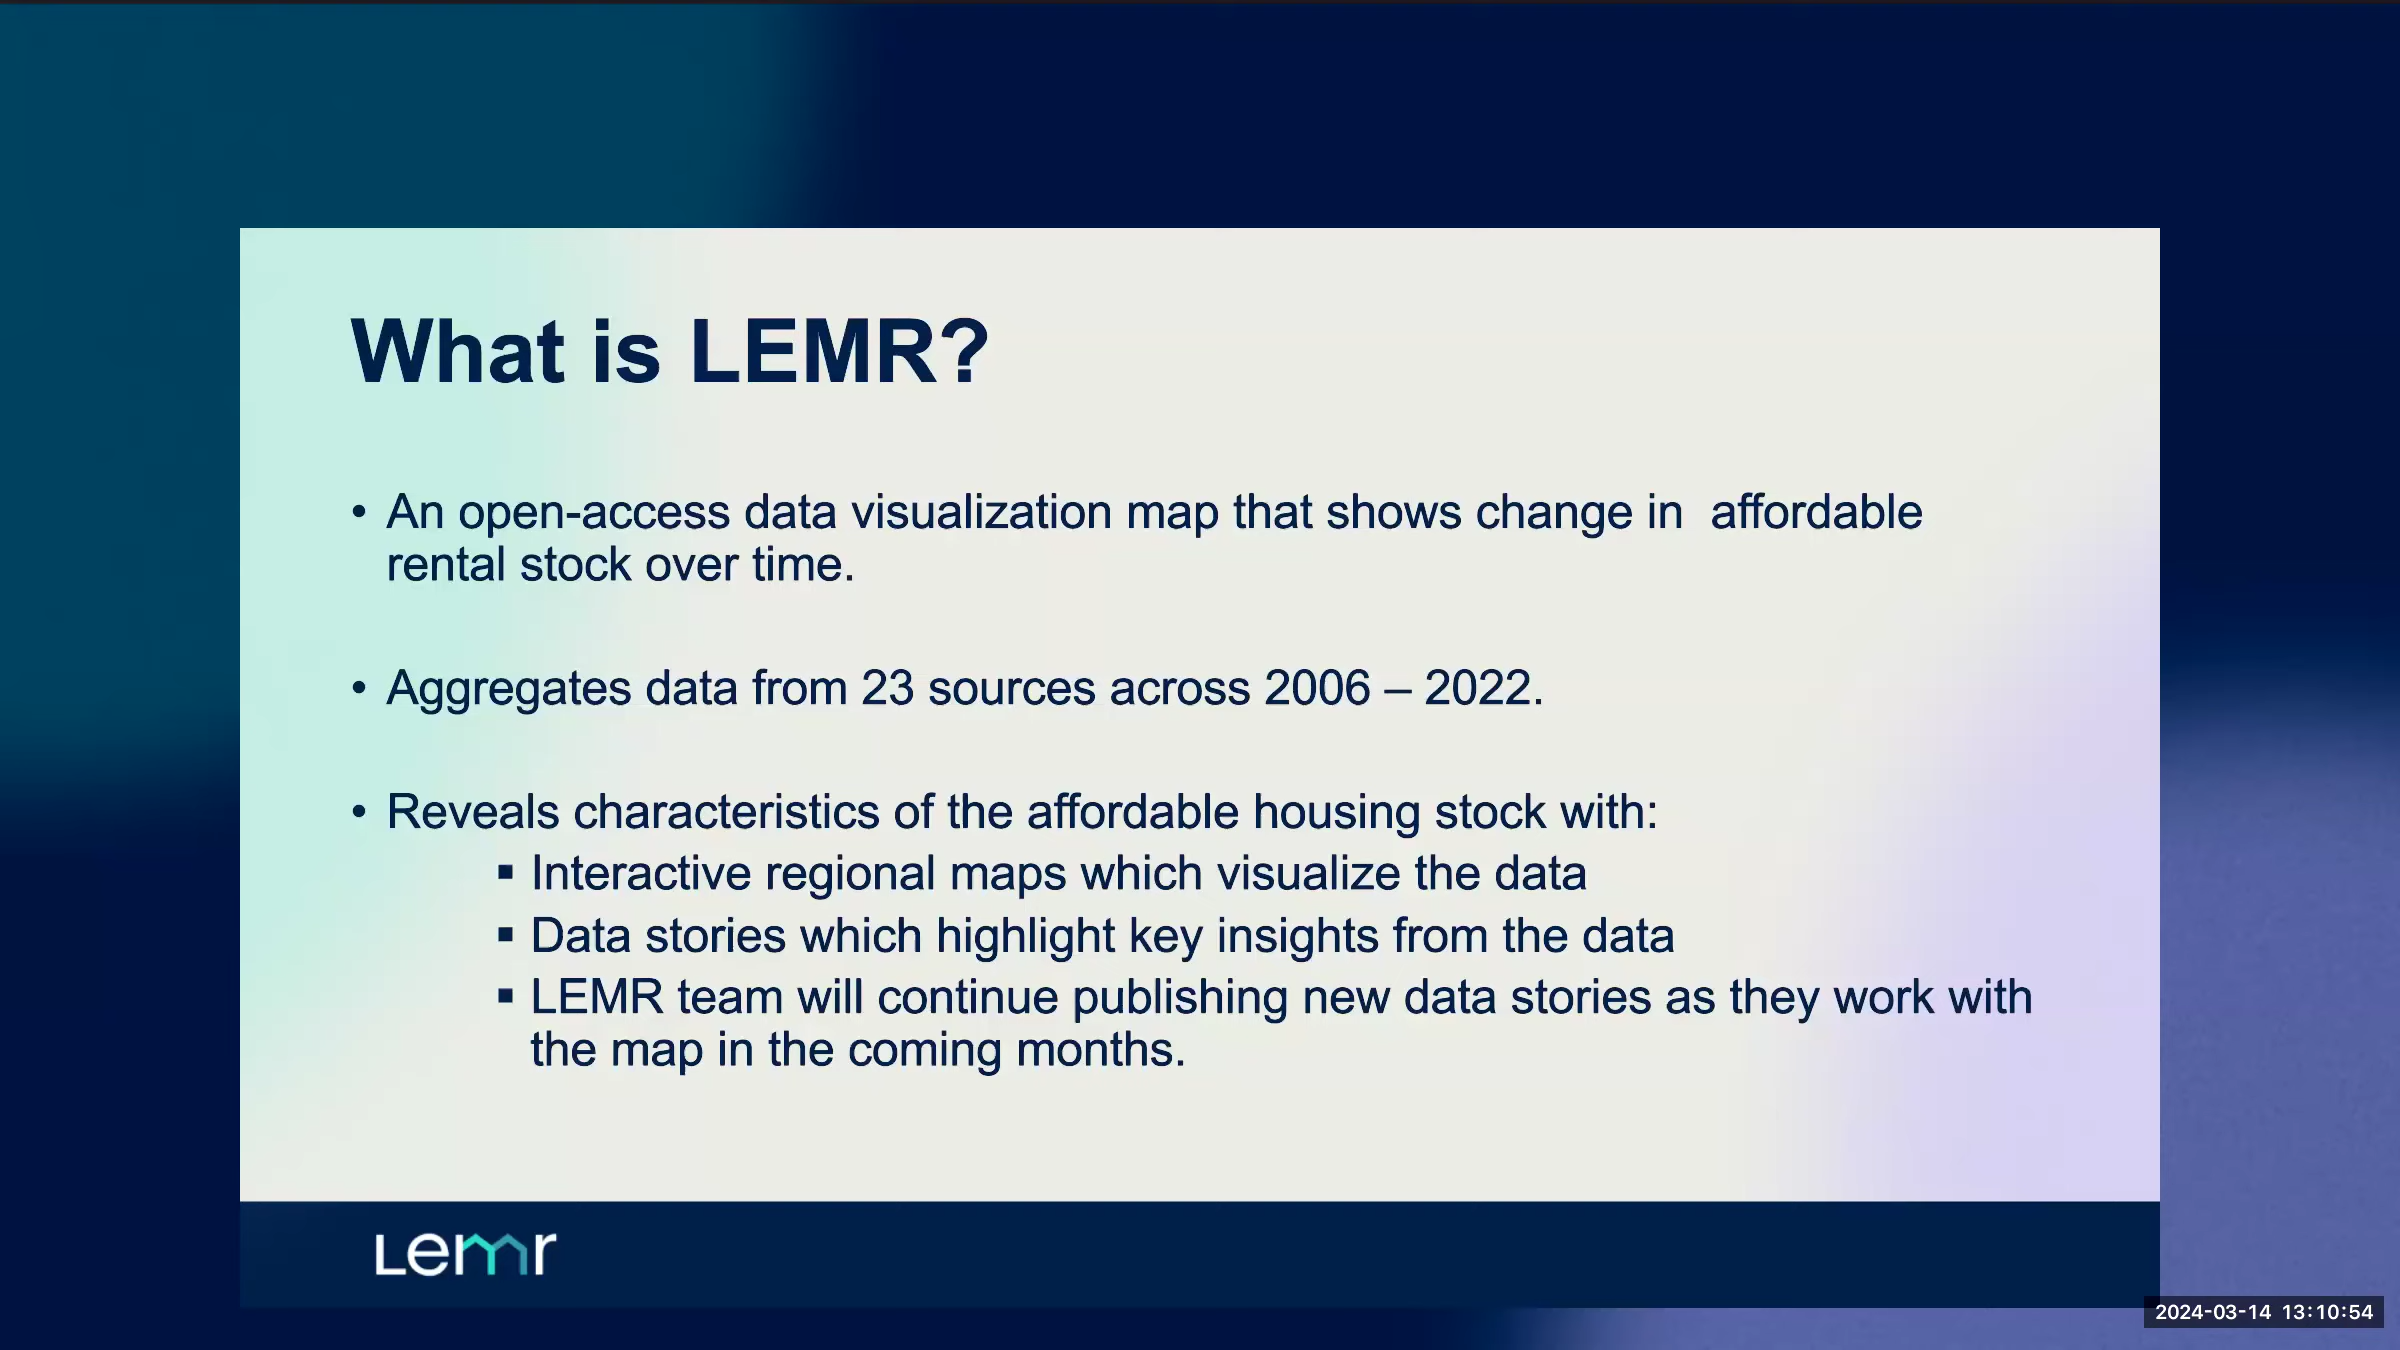 What is LEMR?
• An open-access data visualization map that shows change in  affordable
rental stock over time.
• Aggregates data from 23 sources across 2006 – 2022.
• Reveals characteristics of the affordable housing stock with:
▪ Interactive regional maps which visualize the data
▪ Data stories which highlight key insights from the data
▪ LEMR team will continue publishing new data stories as they work with
the map in the coming months.
Lemr
2024-03-14 13:10:54